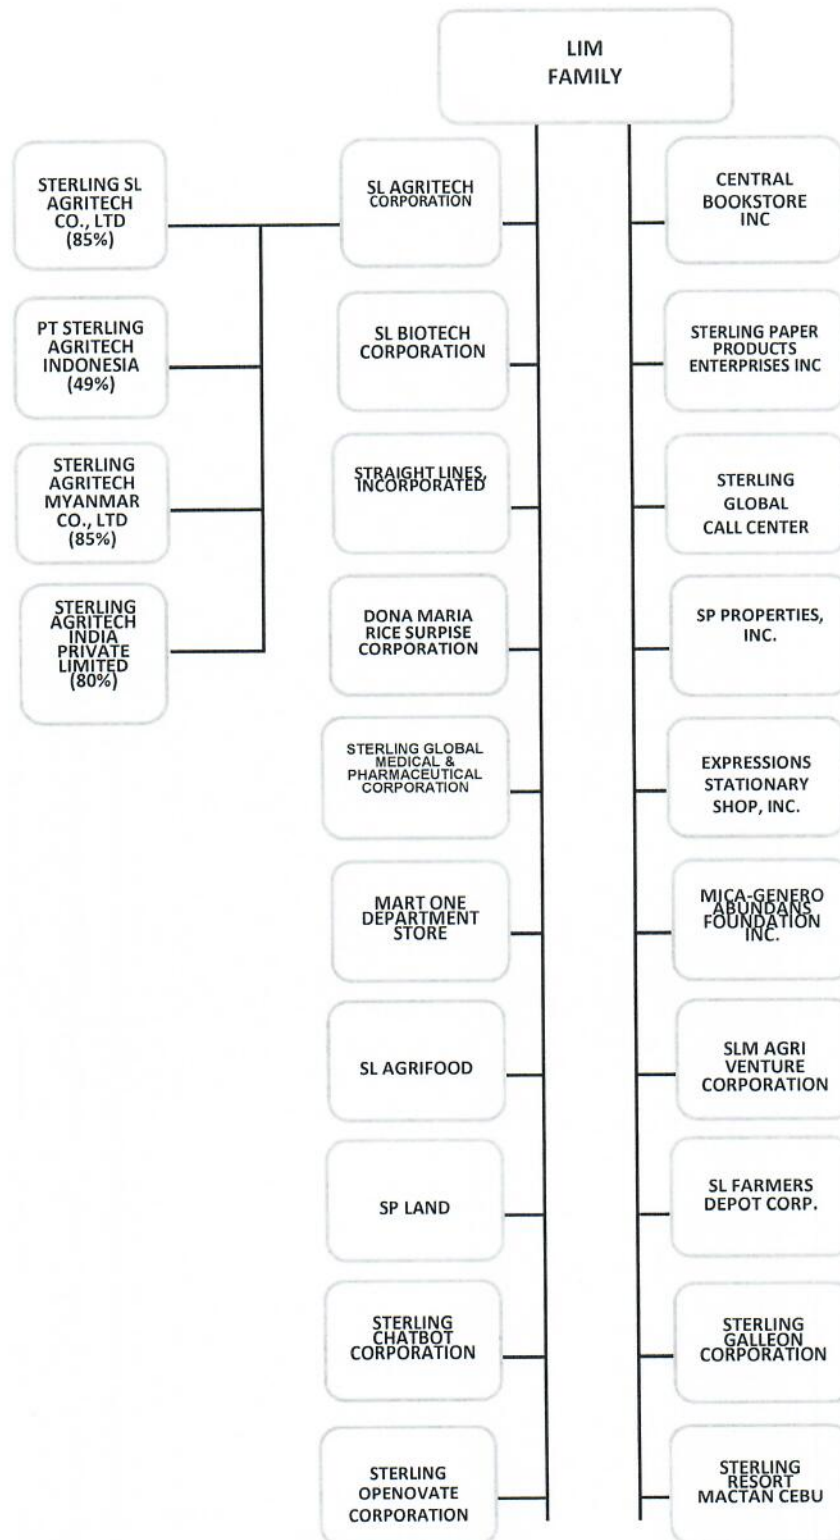 LIM
FAMILY
STERLING SL
AGRITECH
CO., LTD
(85%)
PT STERLING
AGRITECH
INDONESIA
(49%)
STERLING
AGRITECH
MYANMAR
CO., LTD
(85%)
STERLING
AGRITECH
INDIA
PRIVATE
LIMITED
(80%)
SL AGRITECH
CORPORATION
SL BIOTECH
CORPORATION
STRAIGHT LINES,
INCORPORATED
DONA MARIA
RICE SURPISE
CORPORATION
STERLING GLOBAL
MEDICAL &
PHARMACEUTICAL
CORPORATION
MART ONE
DEPARTMENT
STORE
SL AGRIFOOD
SP LAND
STERLING
CHATBOT
CORPORATION
STERLING
OPENOVATE
CORPORATION
CENTRAL
BOOKSTORE
INC
STERLING PAPER
PRODUCTS
ENTERPRISES INC
STERLING
GLOBAL
CALL CENTER
SP PROPERTIES,
INC.
EXPRESSIONS
STATIONARY
SHOP, INC.
MICA-GENERO
ABUNDANS
FOUNDATION
INC.
SLM AGRI
VENTURE
CORPORATION
SL FARMERS
DEPOT CORP.
STERLING
GALLEON
CORPORATION
STERLING
RESORT
MACTAN CEBU